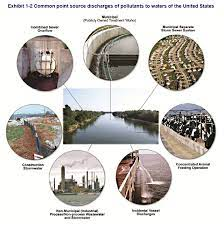 Exhibit 1-2 Common point source discharges of pollutants to waters of the United States
Municipal
(Publicly Owned Treatment Works)
Combined Sewer
Overflow
Municipal Separate
Storm Sewer System
Construction
Stormwater
Concentrated Animal
Feeding Operation
Non-Municipal (Industrial)
Process/Non-process Wastewater
and Stormwater
Incidental Vessel
Discharges